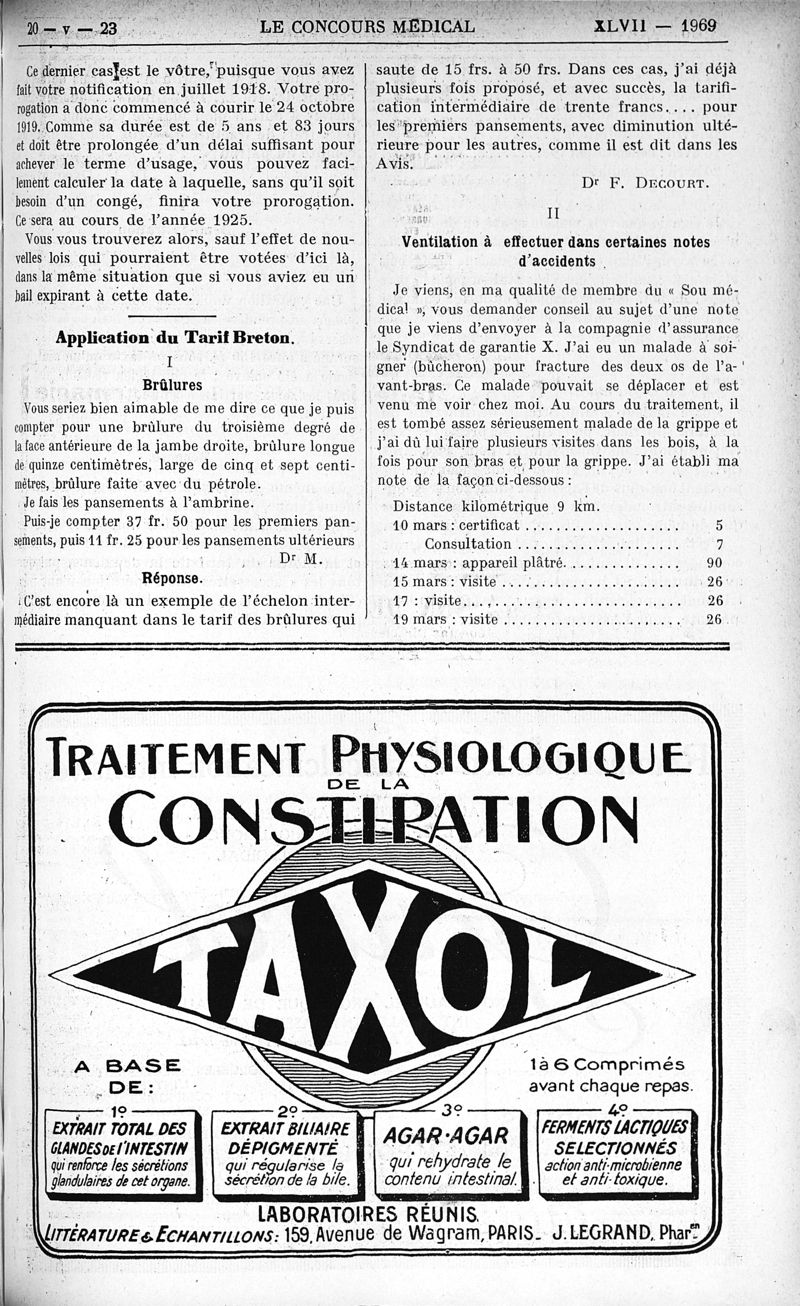 20 — V — 23
LE CONCOURS MÉDICAL
XLVII — 1969
Ce dernier cas est le vôtre, puisque vous avez
fait votre notification en juillet 1918. Votre pro-
rogation a donc commencé à courir le 24 octobre
1919. Comme sa durée est de 5 ans et 83 jours
et doit être prolongée d'un délai suffisant pour
achever le terme d'usage, vous pouvez faci-
lement calculer la date à laquelle, sans qu'il soit
besoin d'un congé, finira votre prorogation.
Ce sera au cours de l'année 1925.
Vous vous trouverez alors, sauf l'effet de nou-
velles lois qui pourraient être votées d'ici là,
dans la même situation que si vous aviez eu un
bail expirant à cette date.
Application du Tarif Breton.
I
Brûlures
Vous seriez bien aimable de me dire ce que je puis
compter pour une brûlure du troisième degré de
la face antérieure de la jambe droite, brûlure longue
de quinze centimètres, large de cinq et sept centi-
mètres, brûlure faite avec du pétrole.
Je fais les pansements à l'ambrine.
Puis-je compter 37 fr. 50 pour les premiers pan-
sements, puis 11 fr. 25 pour les pansements ultérieurs
Dr M.
Réponse.
C'est encore là un exemple de l'échelon inter-
médiaire manquant dans le tarif des brûlures qui
saute de 15 frs. à 50 frs. Dans ces cas, j'ai déjà
plusieurs fois proposé, et avec succès, la tarifi-
cation intermédiaire de trente francs.... pour
les premiers pansements, avec diminution ulté-
rieure pour les autres, comme il est dit dans les
Avis.
Dr F. DECOURT.
II
Ventilation à effectuer dans certaines notes
d'accidents
Je viens, en ma qualité de membre du « Sou mé-
dical », vous demander conseil au sujet d'une note
que je viens d'envoyer à la compagnie d'assurance
le Syndicat de garantie X. J'ai eu un malade à soi-
gner (bûcheron) pour fracture des deux os de l'a-
vant-bras. Ce malade pouvait se déplacer et est
venu me voir chez moi. Au cours du traitement, il
est tombé assez sérieusement malade de la grippe et
j'ai dû lui faire plusieurs visites dans les bois, à la
fois pour son bras et pour la grippe. J'ai établi ma
note de la façon ci-dessous :
Distance kilométrique 9 km.
10 mars : certificat .................... 5
Consultation ..................... 7
14 mars : appareil plâtré............... 90
15 mars : visite ....................... 26
17 : visite............................ 26
19 mars : visite ....................... 26
TRAITEMENT PHYSIOLOGIQUE
DE LA
CONSTIPATION
TAXOL
A BASE
DE :
1 à 6 Comprimés
avant chaque repas.
1º
EXTRAIT TOTAL DES
GLANDES DE L'INTESTIN
qui renforce les sécrétions
glandulaires de cet organe.
2º
EXTRAIT BILIAIRE
DÉPIGMENTÉ
qui régularise la
sécrétion de la bile.
3º
AGAR-AGAR
qui rehydrate le
contenu intestinal.
4º
FERMENTS LACTIQUES
SELECTIONNÉS
action anti-microbienne
et anti-toxique.
LABORATOIRES RÉUNIS,
LITTÉRATURE & ECHANTILLONS : 159, Avenue de Wagram, PARIS_ J. LEGRAND, Pharen